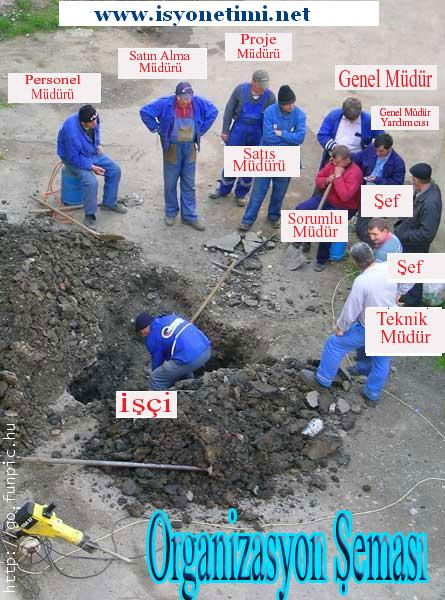 www.isyonetimi.net
Proje
Müdürü
Satın Alma
Müdürü
Personel
Müdürü
Genel Müdür
Genel Müdür
Yardımcısı
Satış
Müdürü
Şef
Sorumlu
Müdür
Şef
Teknik
Müdür
İŞÇİ
Organizasyon Şeması
http://go.funpic.hu